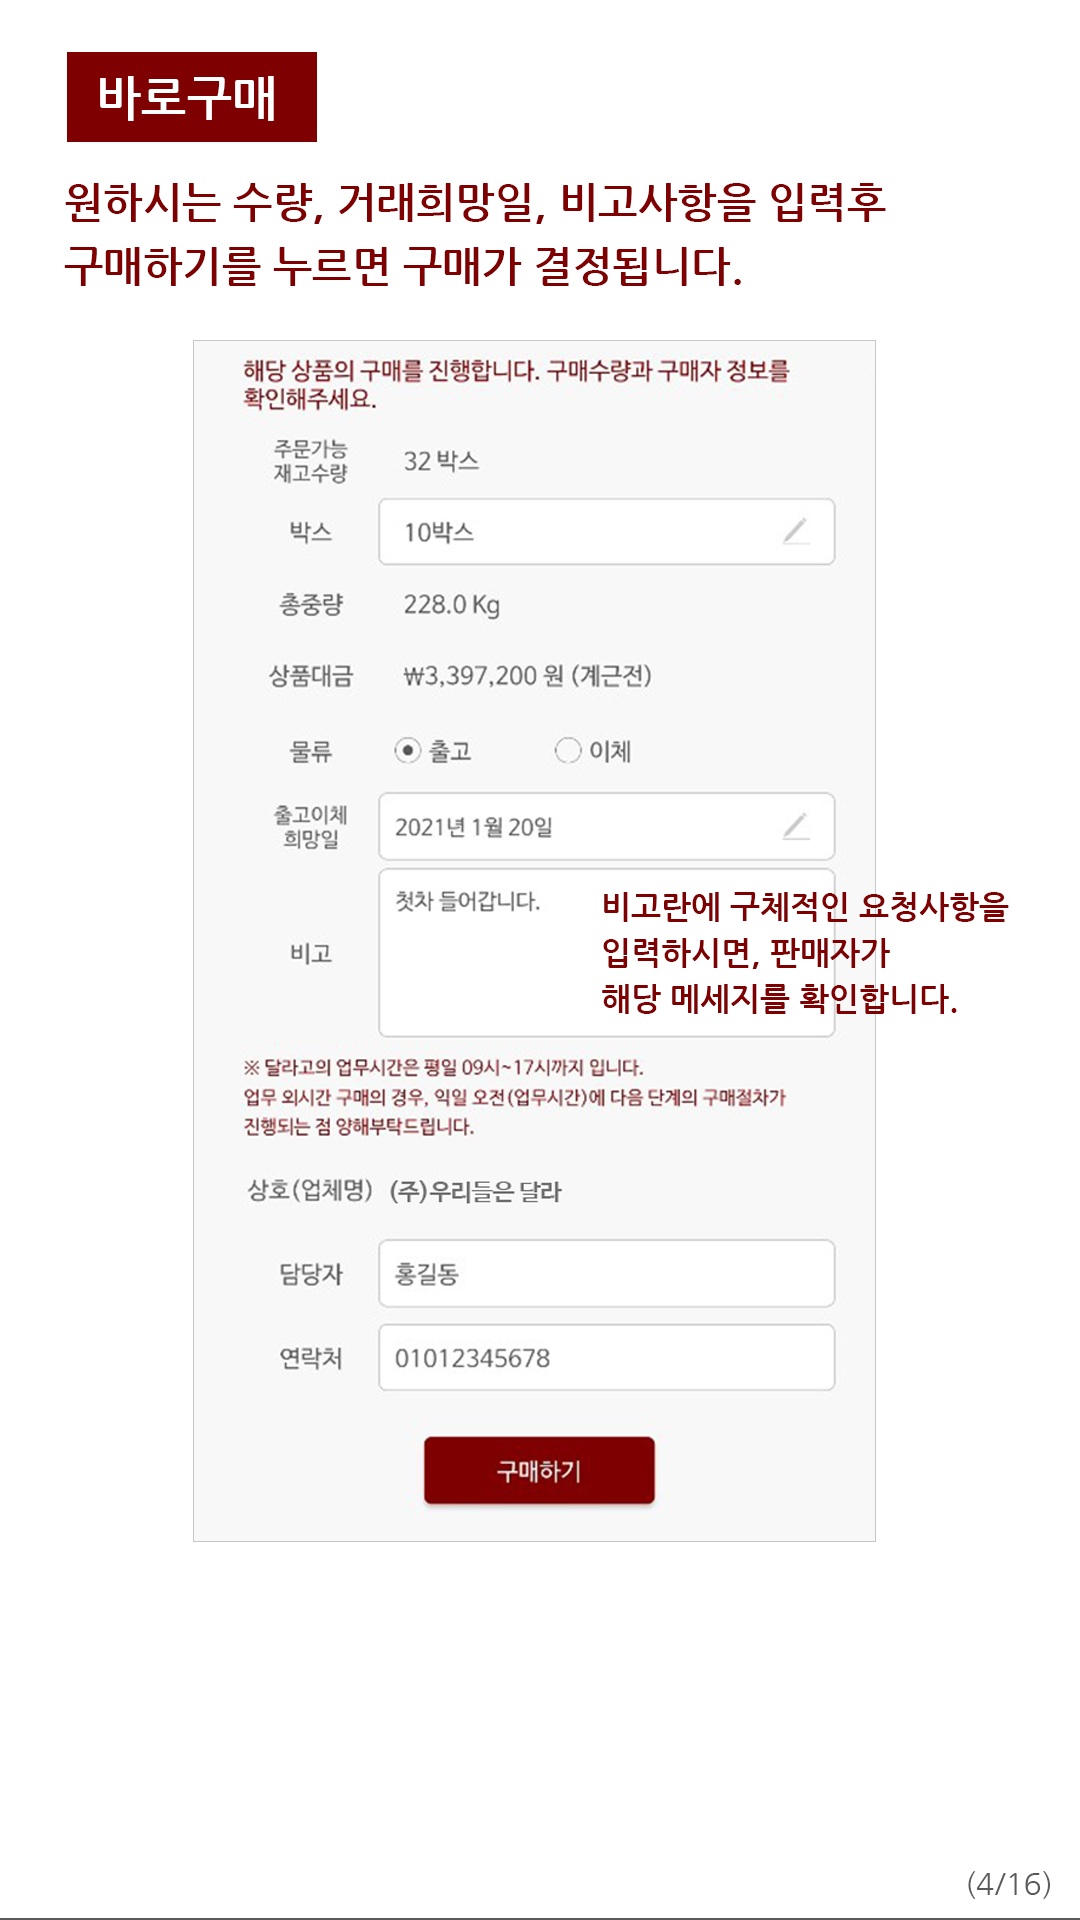 바로구매
원하시는 수량, 거래희망일, 비고사항을 입력후
구매하기를 누르면 구매가 결정됩니다.
해당 상품의 구매를 진행합니다. 구매수량과 구매자 정보를
확인해주세요.
주문가능
재고수량
32 박스
박스
10박스
총중량
228.0 Kg
상품대금
₩3,397,200 원 (계근전)
물류
출고
이체
출고이체
희망일
2021년 1월 20일
비고
첫차 들어갑니다.
비고란에 구체적인 요청사항을
입력하시면, 판매자가
해당 메세지를 확인합니다.
※ 달라고의 업무시간은 평일 09시~17시까지 입니다.
업무 외시간 구매의 경우, 익일 오전(업무시간)에 다음 단계의 구매절차가
진행되는 점 양해부탁드립니다.
상호(업체명)
(주)우리들은 달라
담당자
홍길동
연락처
01012345678
구매하기
(4/16)